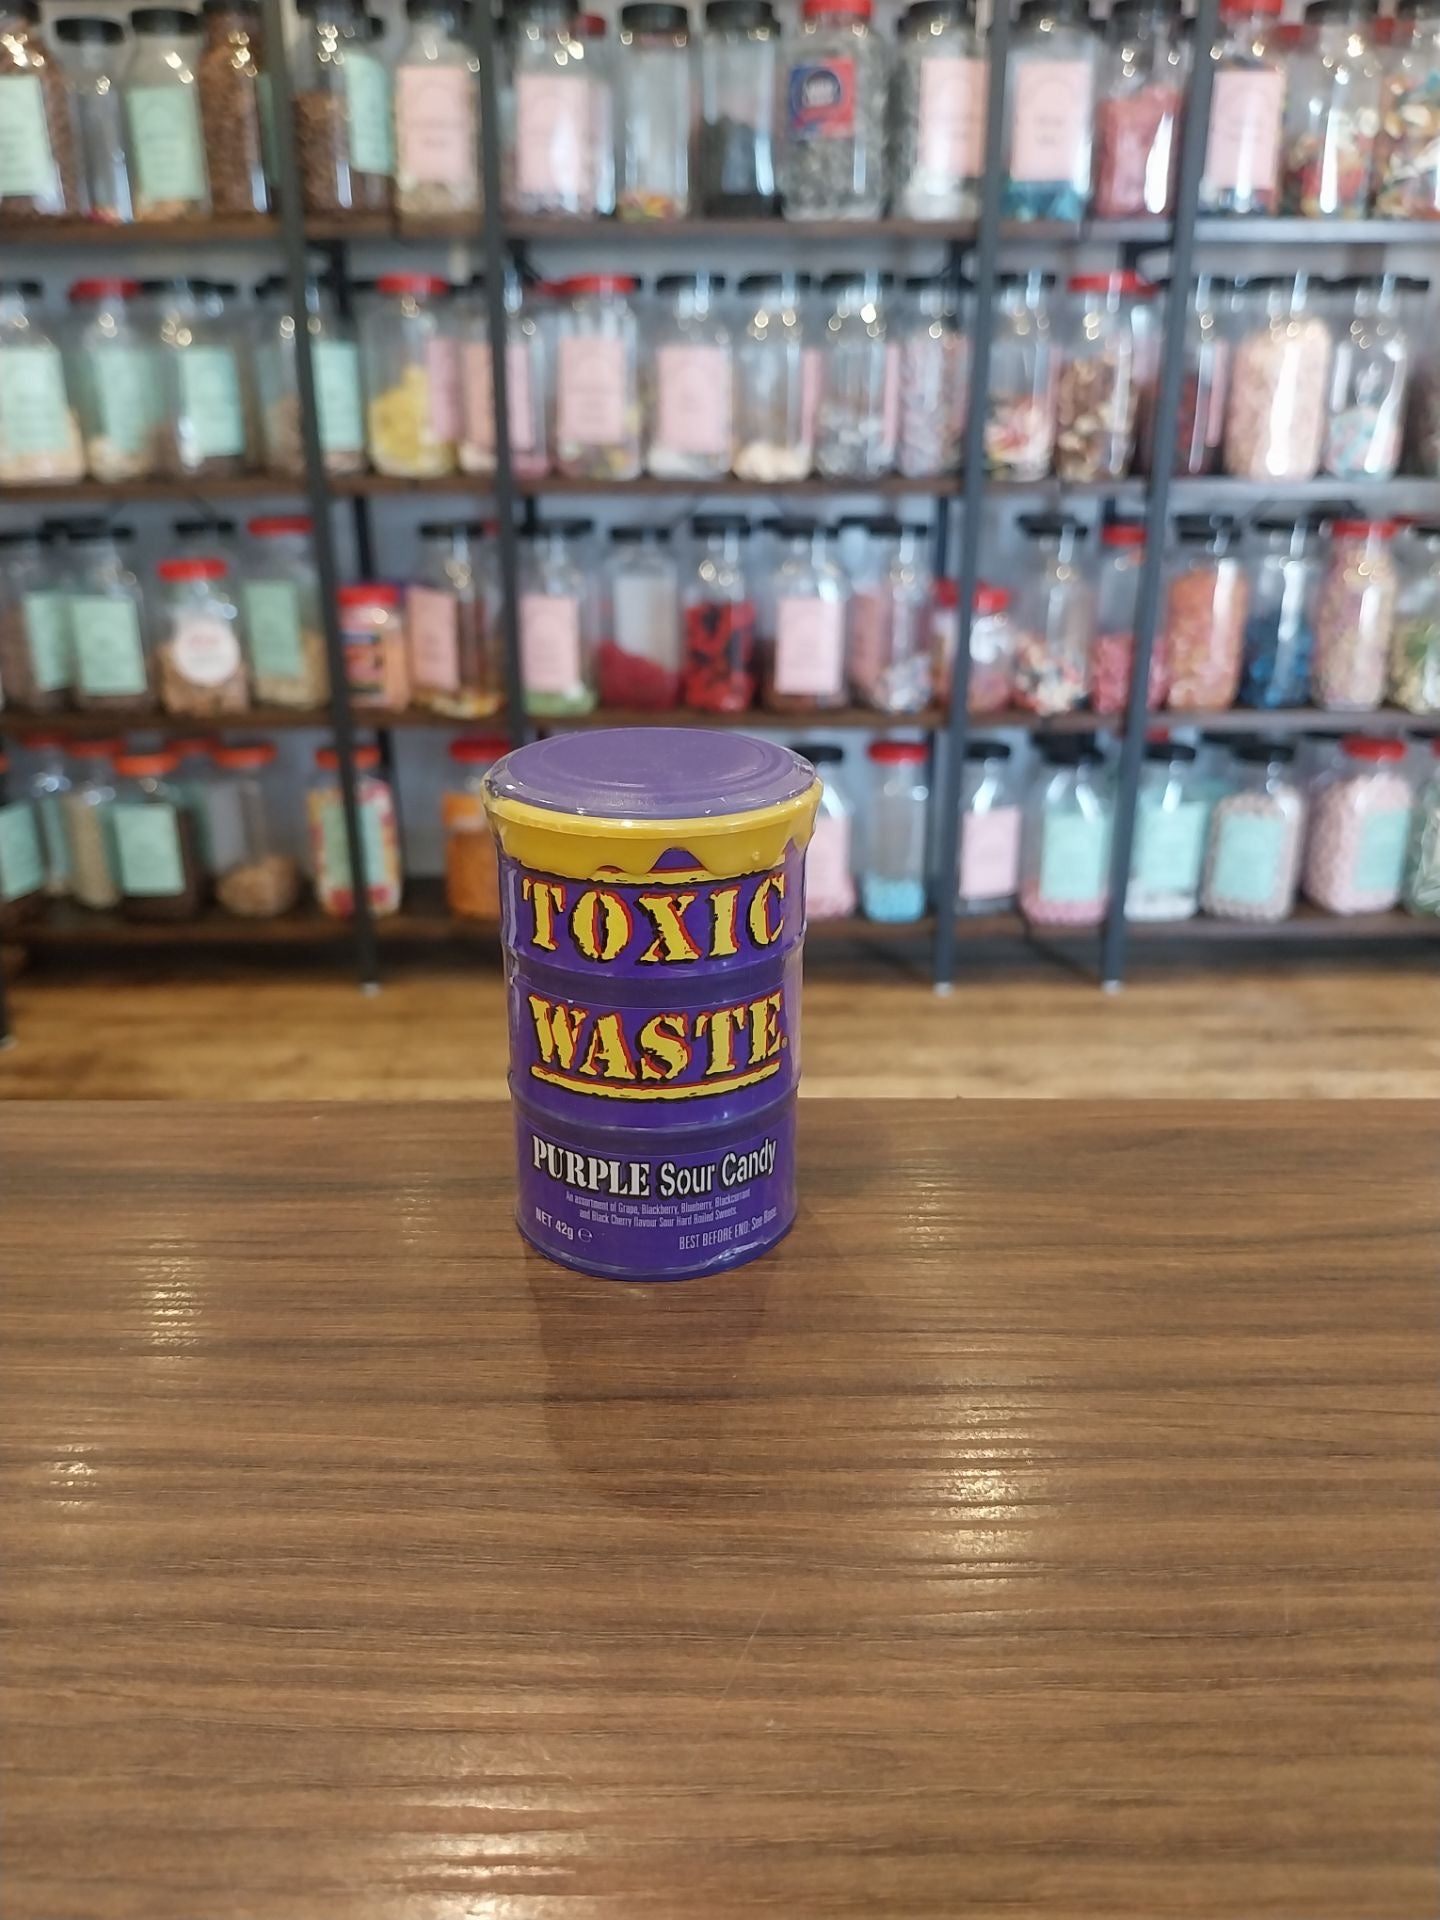 TOXIC
WASTE®
PURPLE Sour Candy
An assortment of Grape, Blackberry, Blueberry, Blackcurrant
and Black Cherry flavour Sour Hard Boiled Sweets.
NET 42g ℮
BEST BEFORE END: See Base.